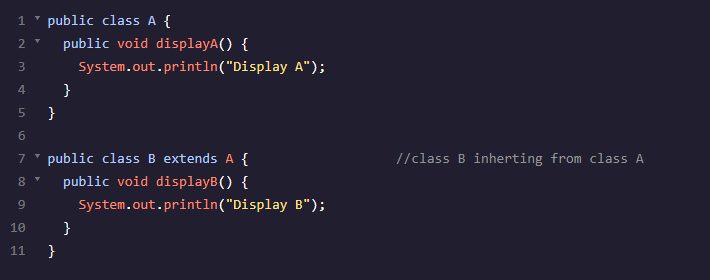 1 public class A {
2   public void displayA() {
3     System.out.println("Display A");
4   }
5 }
6
7 public class B extends A {                   //class B inherting from class A
8   public void displayB() {
9     System.out.println("Display B");
10   }
11 }